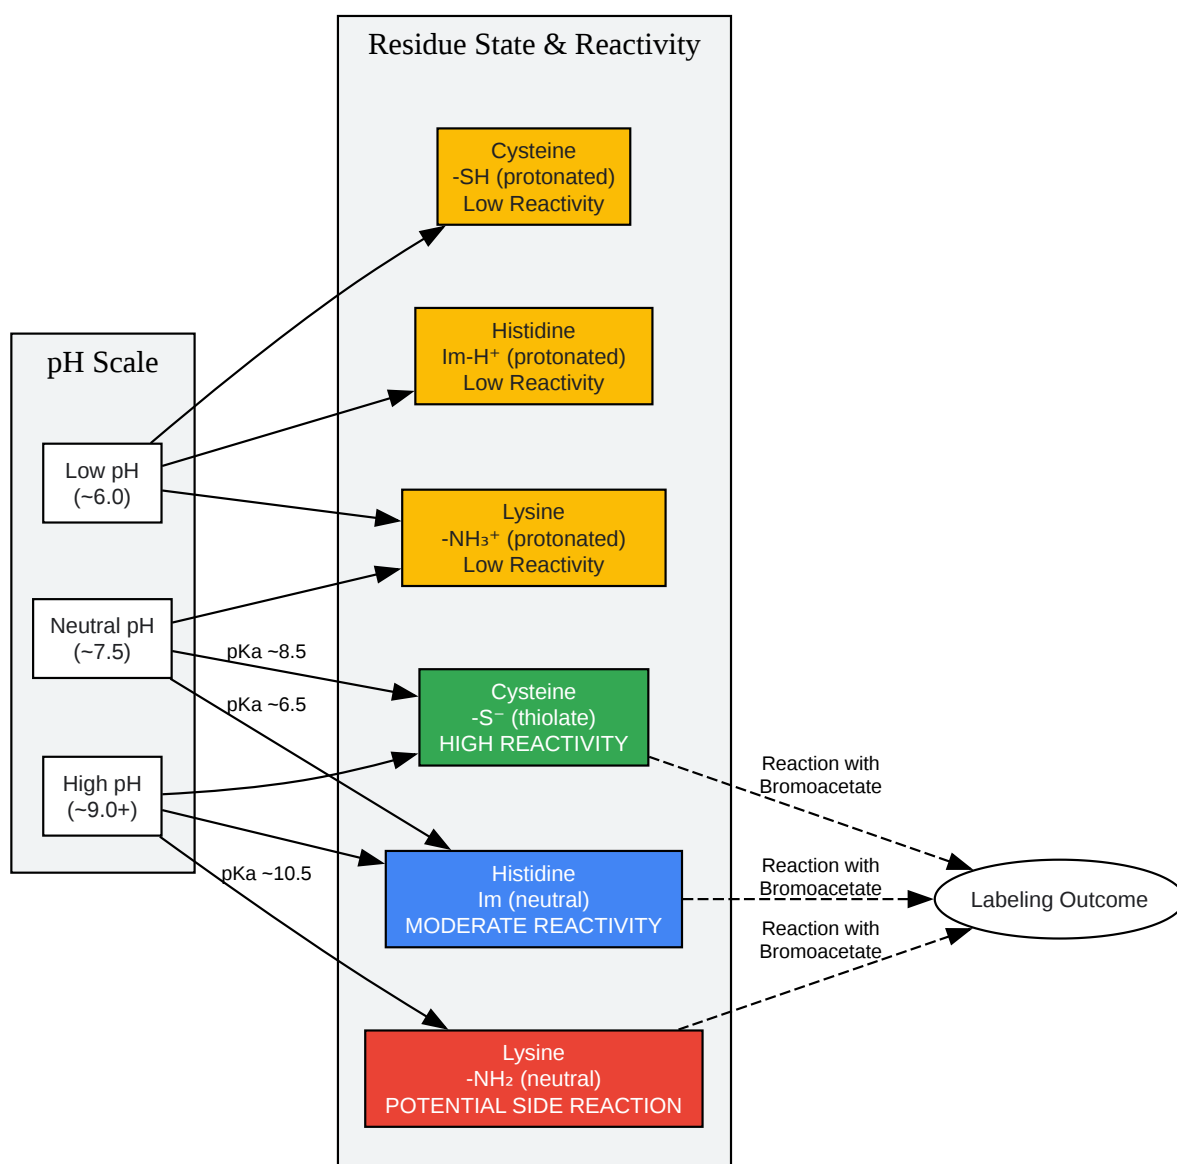 Residue State & Reactivity
Cysteine
-SH (protonated)
Low Reactivity
Histidine
Im-H⁺ (protonated)
Low Reactivity
pH Scale
Low pH
(~6.0)
Lysine
-NH₃⁺ (protonated)
Low Reactivity
Neutral pH
(~7.5)
pKa ~8.5
pKa ~6.5
Cysteine
-S⁻ (thiolate)
HIGH REACTIVITY
High pH
(~9.0+)
pKa ~10.5
Reaction with
Bromoacetate
Histidine
Im (neutral)
MODERATE REACTIVITY
Reaction with
Bromoacetate
Labeling Outcome
Reaction with
Bromoacetate
Lysine
-NH₂ (neutral)
POTENTIAL SIDE REACTION